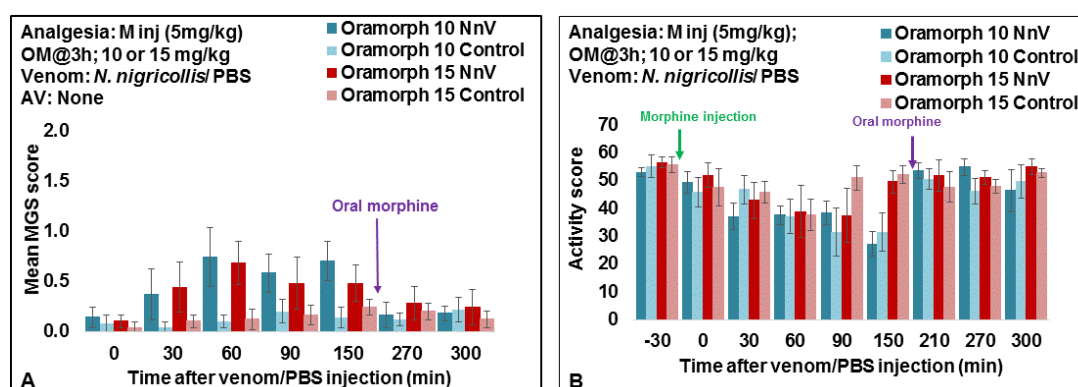 Analgesia: M inj (5mg/kg)
OM@3h; 10 or 15 mg/kg
Venom: N. nigricollis/ PBS
AV: None
Oramorph 10 NnV
Oramorph 10 Control
Oramorph 15 NnV
Oramorph 15 Control
Mean MGS score
2.0
1.5
1.0
0.5
0.0
Oral morphine
0 30 60 90 150 270 300
Time after venom/PBS injection (min)
A
Analgesia: M inj (5mg/kg);
OM@3h; 10 or 15 mg/kg
Venom: N. nigricollis/ PBS
Oramorph 10 NnV
Oramorph 10 Control
Oramorph 15 NnV
Oramorph 15 Control
Morphine injection
Oral morphine
Activity score
70
60
50
40
30
20
10
0
-30 0 30 60 90 150 210 270 300
Time after venom/PBS injection (min)
B